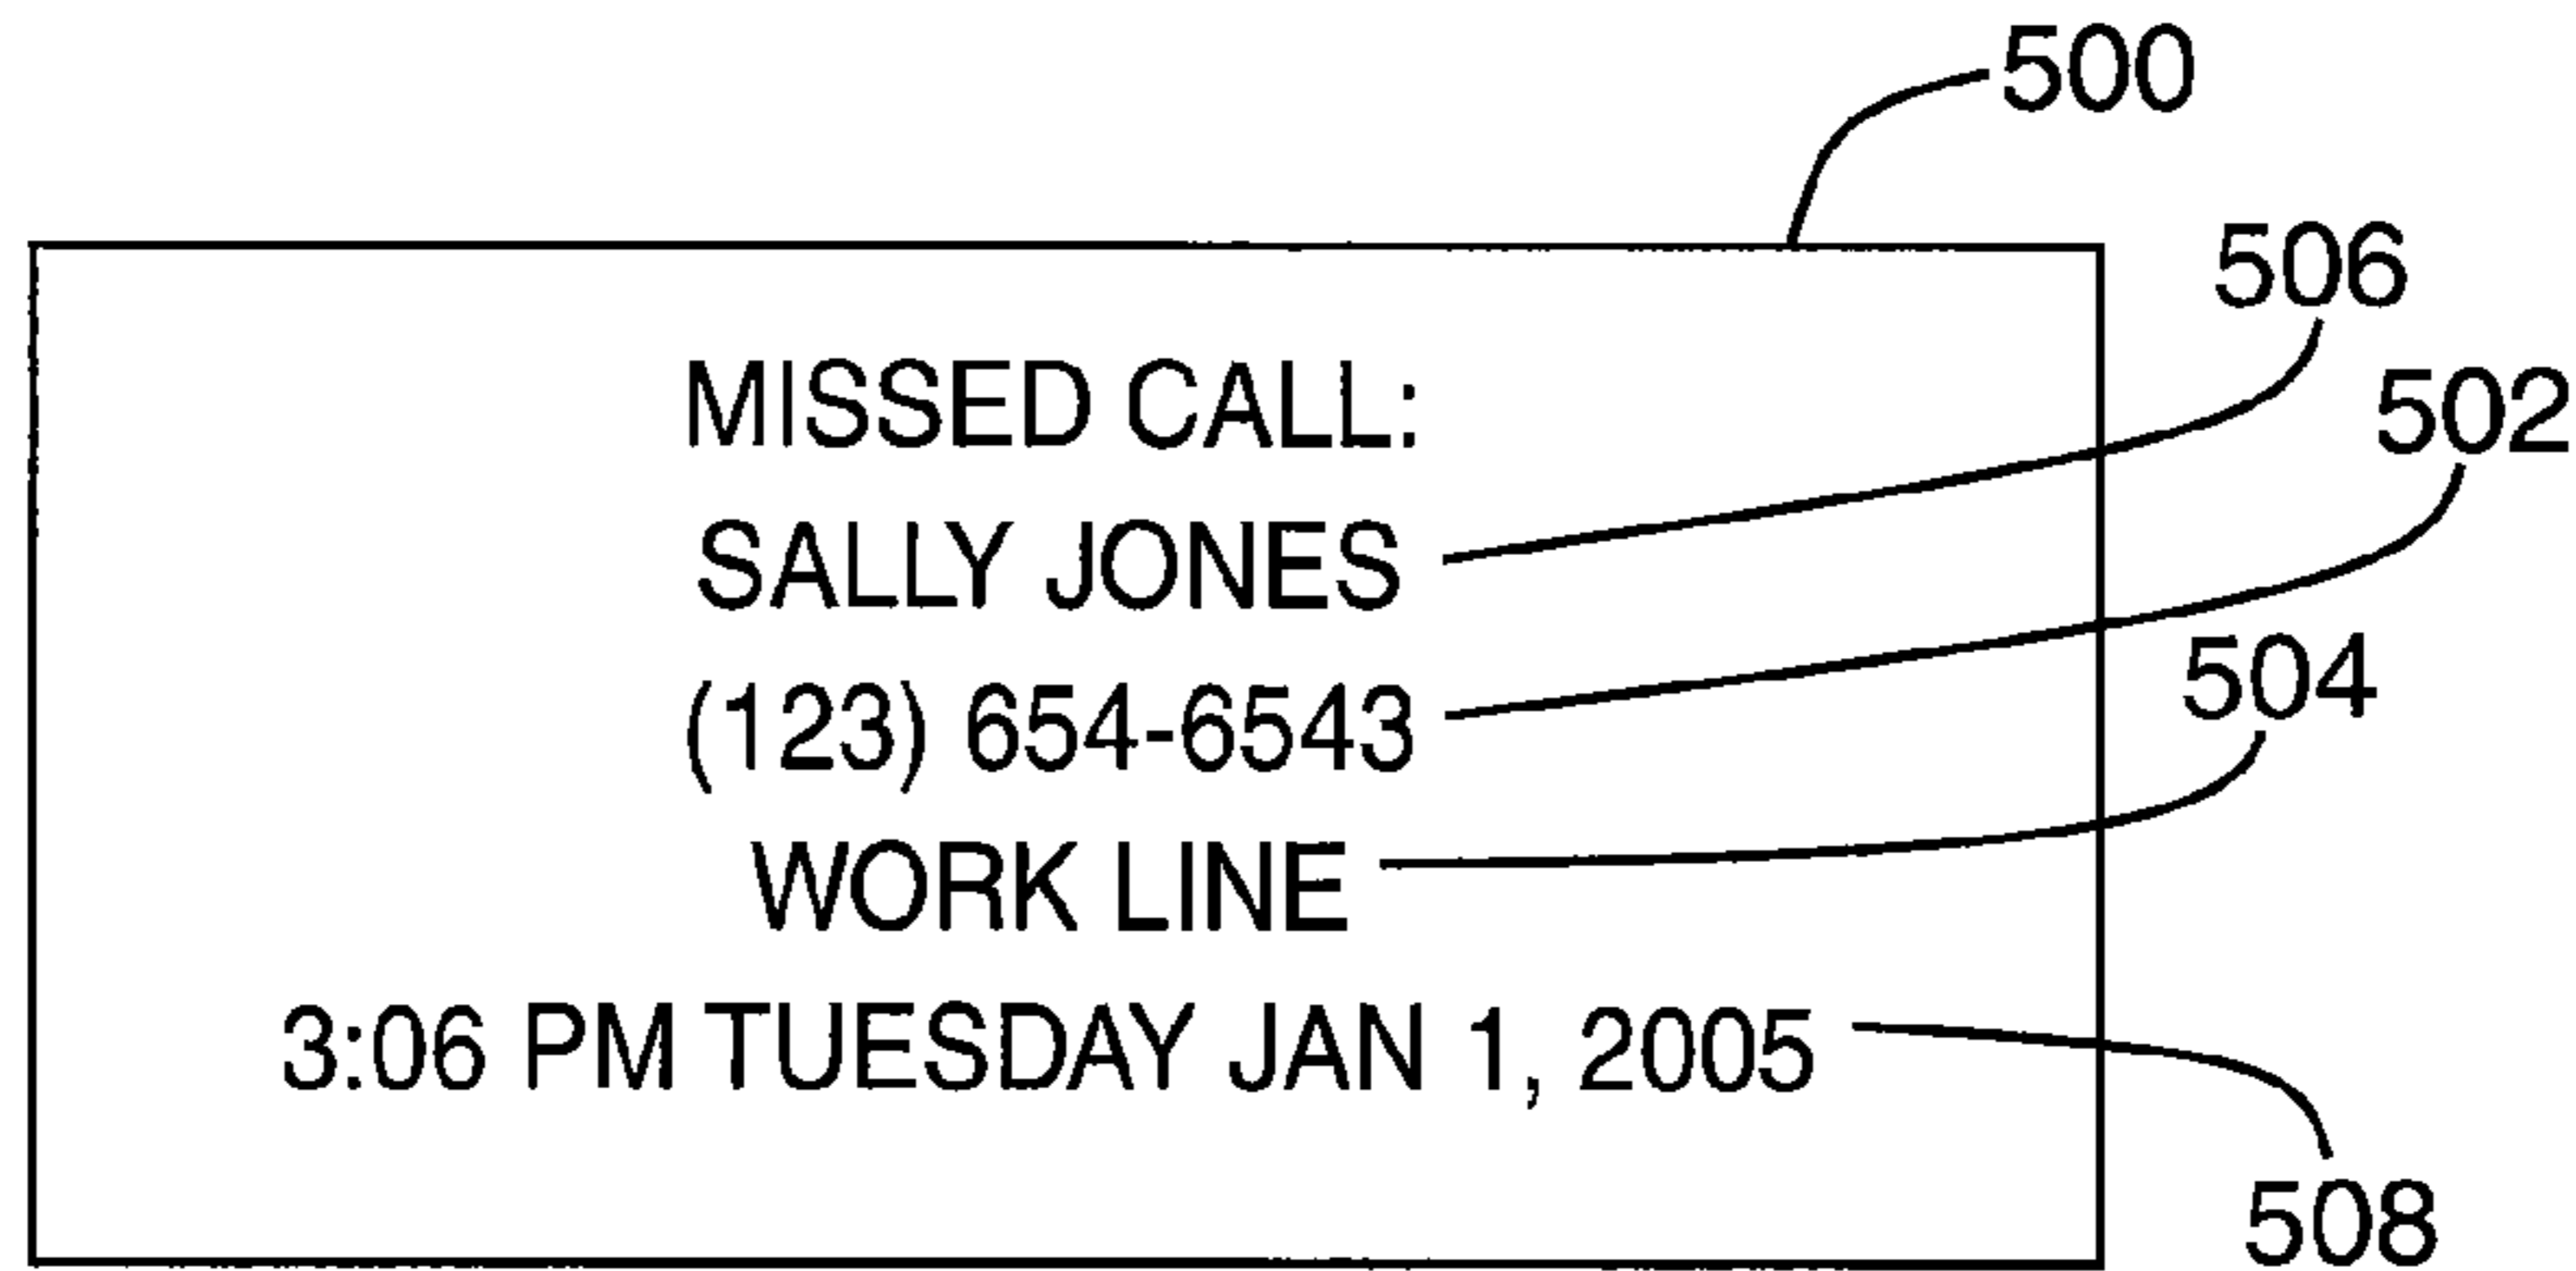 500
506
MISSED CALL:
502
SALLY JONES
(123) 654-6543
504
WORK LINE
3:06 PM TUESDAY JAN 1, 2005
508